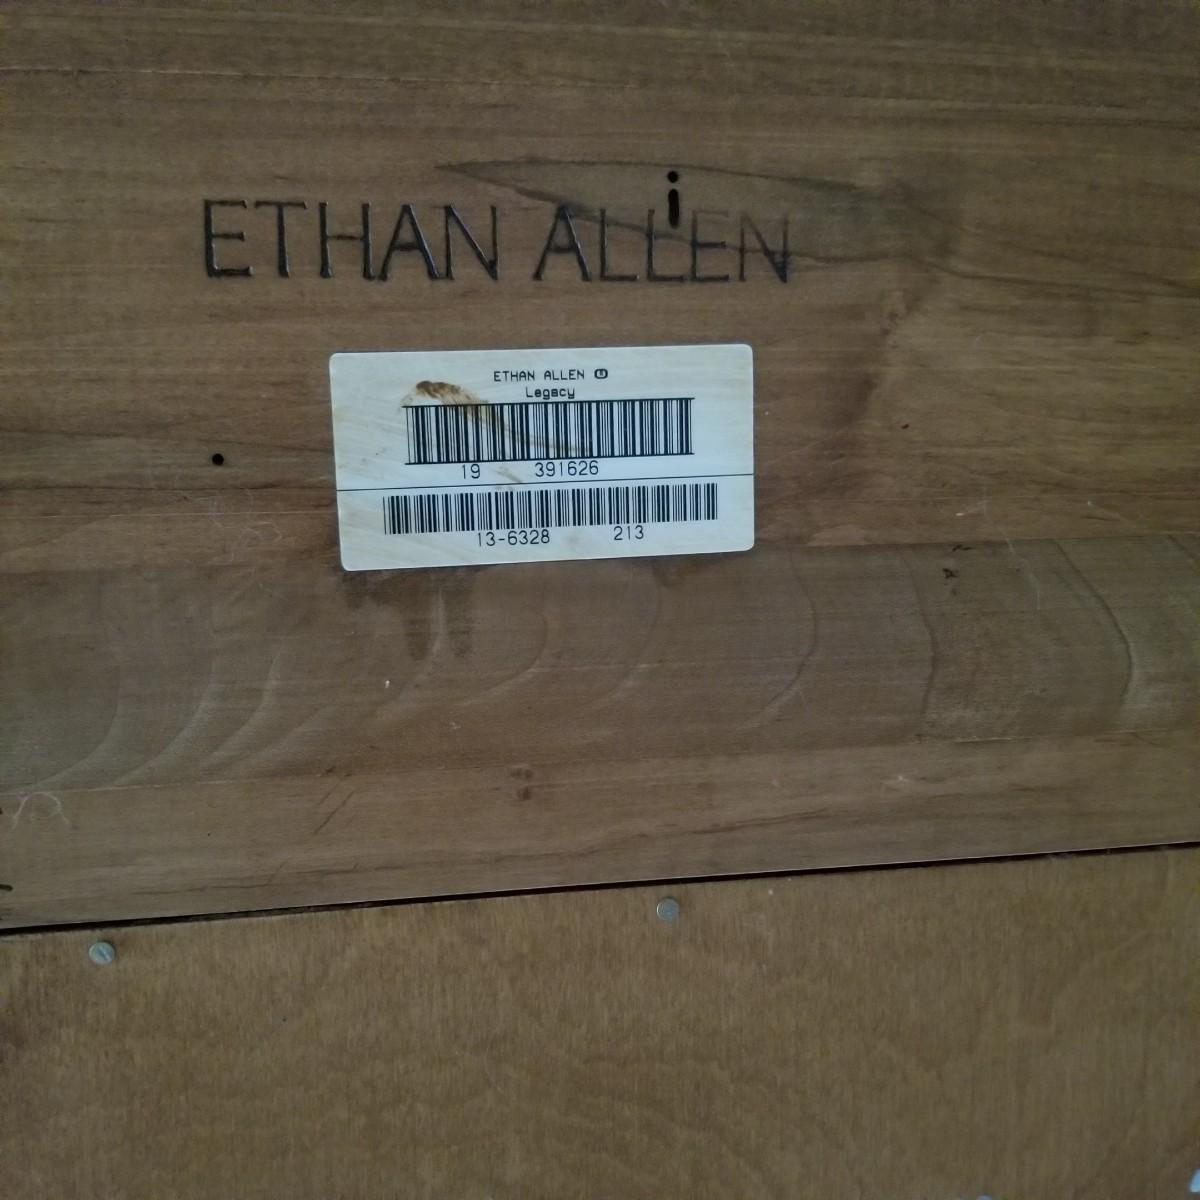 ETHAN ALLEN
ETHAN ALLEN
Legacy
19 391626
13-6328 213